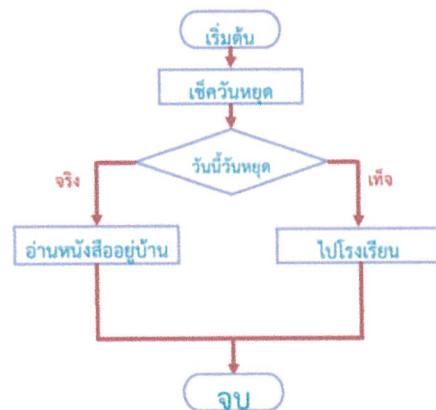 เริ่มต้น
เช็ควันหยุด
วันนี้วันหยุด
จริง
เท็จ
อ่านหนังสืออยู่บ้าน
ไปโรงเรียน
จบ